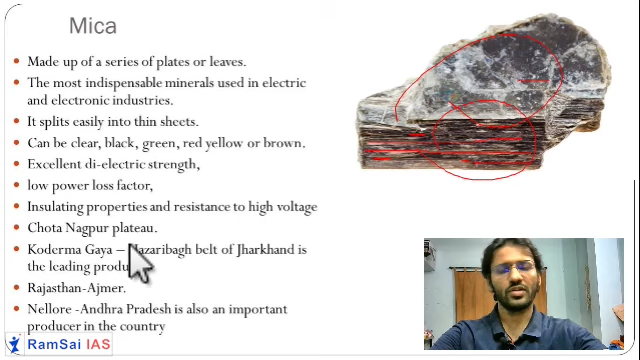 Mica
Made up of a series of plates or leaves.
The most indispensable minerals used in electric
and electronic industries.
It splits easily into thin sheets.
Can be clear, black, green, red yellow or brown.
Excellent di-electric strength,
low power loss factor,
Insulating properties and resistance to high voltage
Chota Nagpur plateau.
Koderma Gaya – Hazaribagh belt of Jharkhand is
the leading
Rajasthan-Ajmer.
Nellore -Andhra Pradesh is also an important
producer in the country
RamSai IAS